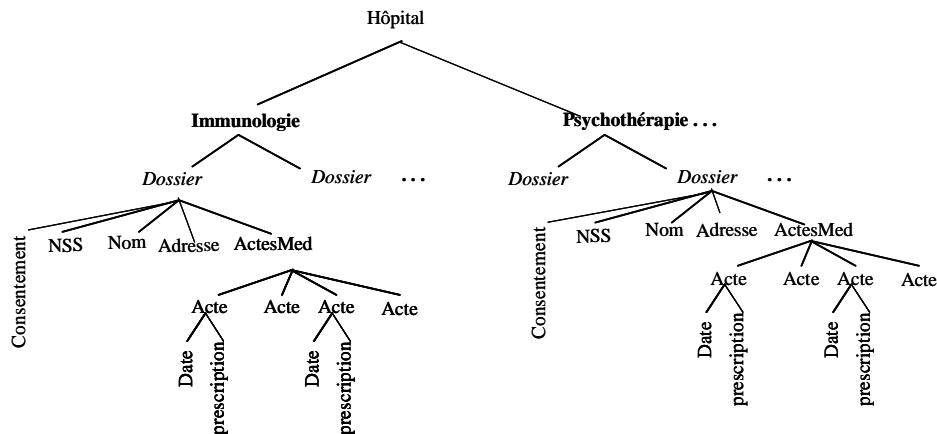 Hôpital
Immunologie
Psychothérapie . . .
Dossier
Dossier
. . .
Dossier
Dossier
. . .
Consentement
NSS
Nom
Adresse
ActesMed
Consentement
NSS
Nom
Adresse
ActesMed
Acte
Acte
Acte
Acte
Acte
Acte
Acte
Acte
Date
prescription
Date
prescription
Date
prescription
Date
prescription